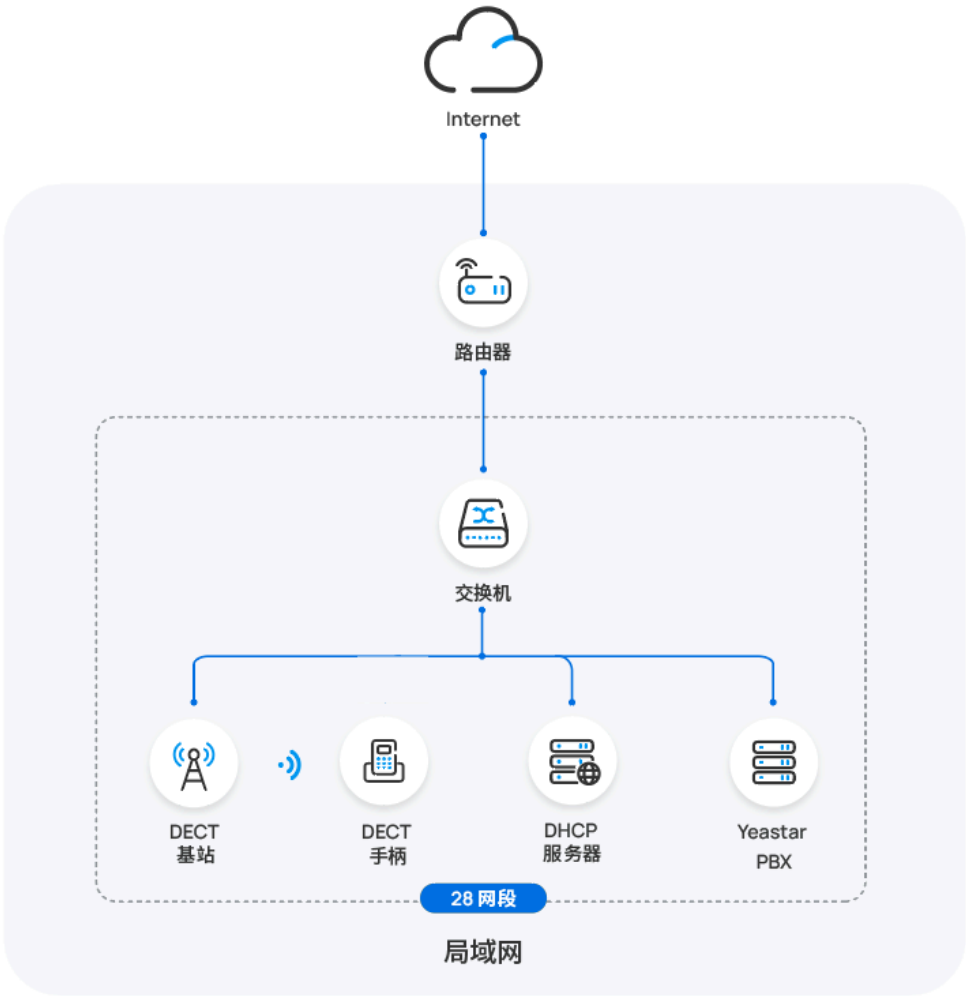 Internet
路由器
交换机
DECT
基站
DECT
手柄
DHCP
服务器
Yeastar
PBX
28 网段
局域网